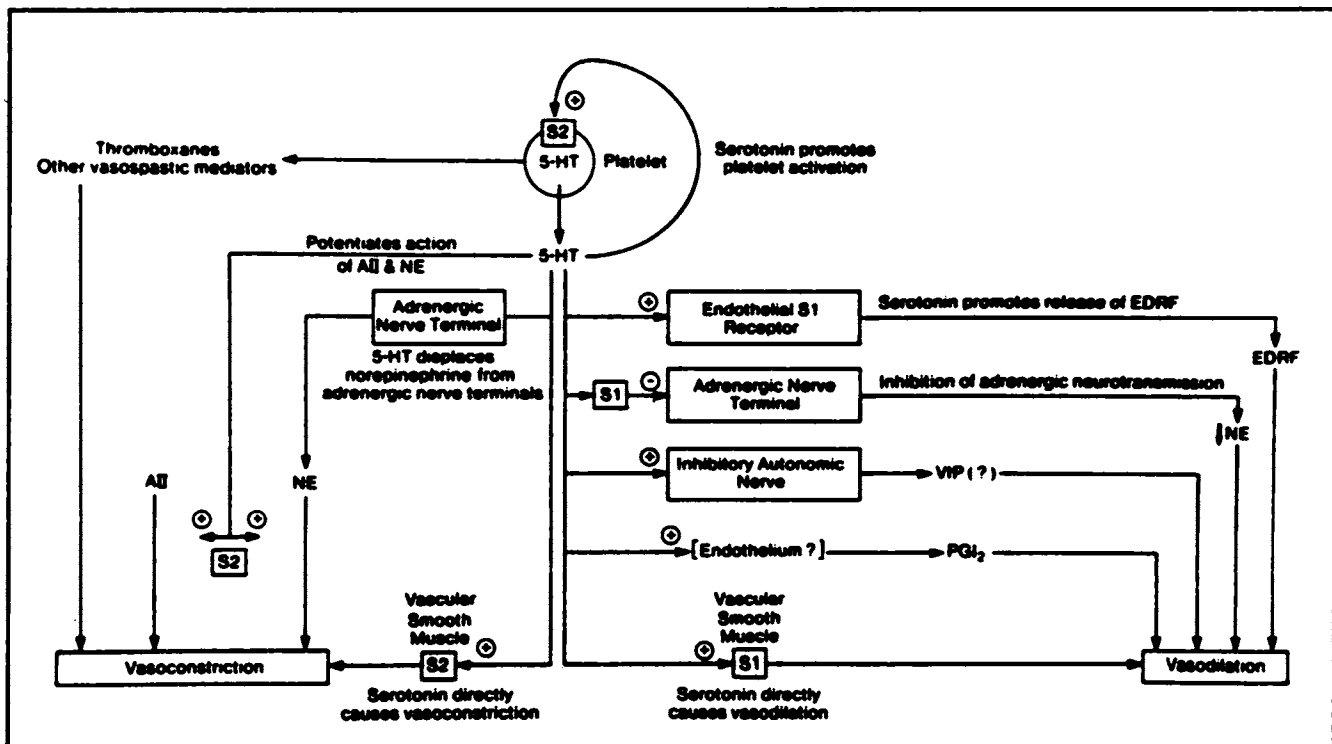 ⊕
S2
Thromboxanes
Other vasospastic mediators
5-HT
Platelet
Serotonin promotes
platelet activation
Potentiates action
of AII & NE
5-HT
Adrenergic
Nerve Terminal
5-HT displaces
norepinephrine from
adrenergic nerve terminals
⊕
Endothelial S1
Receptor
Serotonin promotes release of EDRF
EDRF
S1
⊖
Adrenergic Nerve
Terminal
Inhibition of adrenergic neurotransmission
↓NE
⊕
Inhibitory Autonomic
Nerve
VIP (?)
AII
NE
⊕ ⊕
S2
⊕
[Endothelium ?]
PGI₂
Vascular
Smooth
Muscle
⊕
S2
Vasoconstriction
Serotonin directly
causes vasoconstriction
Vascular
Smooth
Muscle
⊕
S1
Vasodilation
Serotonin directly
causes vasodilation